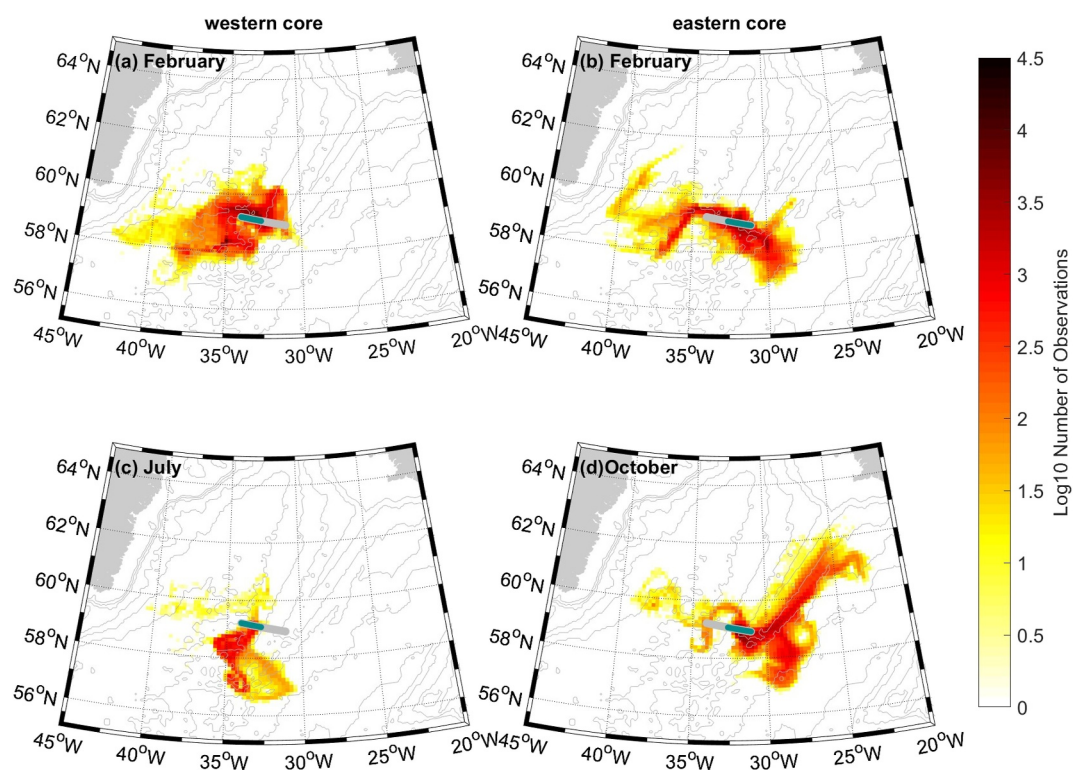 western core
eastern core
(a) February
(b) February
64°N
62°N
60°N
58°N
56°N
45°W
40°W
35°W
30°W
25°W
20°W
64°N
62°N
60°N
58°N
56°N
45°W
40°W
35°W
30°W
25°W
20°W
(c) July
(d)October
64°N
62°N
60°N
58°N
56°N
45°W
40°W
35°W
30°W
25°W
20°W
64°N
62°N
60°N
58°N
56°N
45°W
40°W
35°W
30°W
25°W
20°W
4.5
4
3.5
3
2.5
2
1.5
1
0.5
0
Log10 Number of Observations